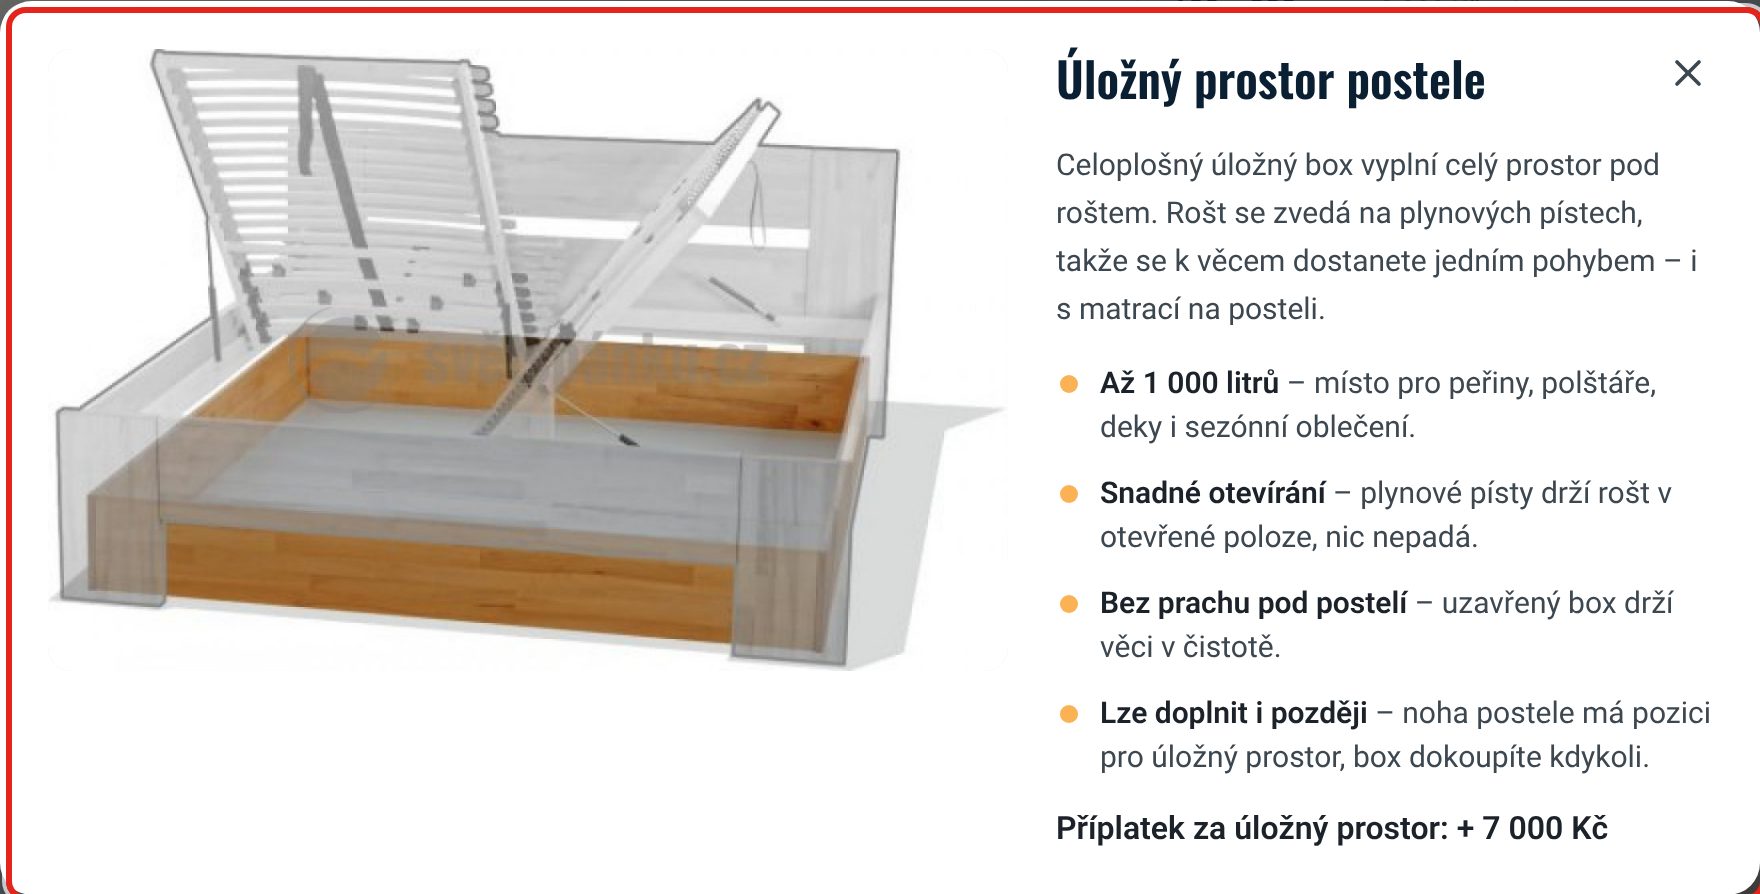 Úložný prostor postele
Celoplošný úložný box vyplní celý prostor pod
roštem. Rošt se zvedá na plynových pístech,
takže se k věcem dostanete jedním pohybem – i
s matrací na posteli.
Až 1 000 litrů – místo pro peřiny, polštáře,
deky i sezónní oblečení.
Snadné otevírání – plynové písty drží rošt v
otevřené poloze, nic nepadá.
Bez prachu pod postelí – uzavřený box drží
věci v čistotě.
Lze doplnit i později – noha postele má pozici
pro úložný prostor, box dokoupíte kdykoli.
Příplatek za úložný prostor: + 7 000 Kč